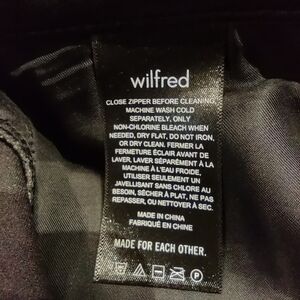 wilfred
CLOSE ZIPPER BEFORE CLEANING,
MACHINE WASH COLD
SEPARATELY, ONLY
NON-CHLORINE BLEACH WHEN
NEEDED, DRY FLAT, DO NOT IRON,
OR DRY CLEAN. FERMER LA
FERMETURE ÉCLAIR AVANT DE
LAVER, LAVER SÉPARÉMENT À LA
MACHINE À L'EAU FROIDE,
UTILISER SEULEMENT UN
JAVELLISANT SANS CHLORE AU
BESOIN, SÉCHER À PLAT, NE PAS
REPASSER, OU NETTOYER À SEC.
MADE IN CHINA
FABRIQUÉ EN CHINE
MADE FOR EACH OTHER.
P